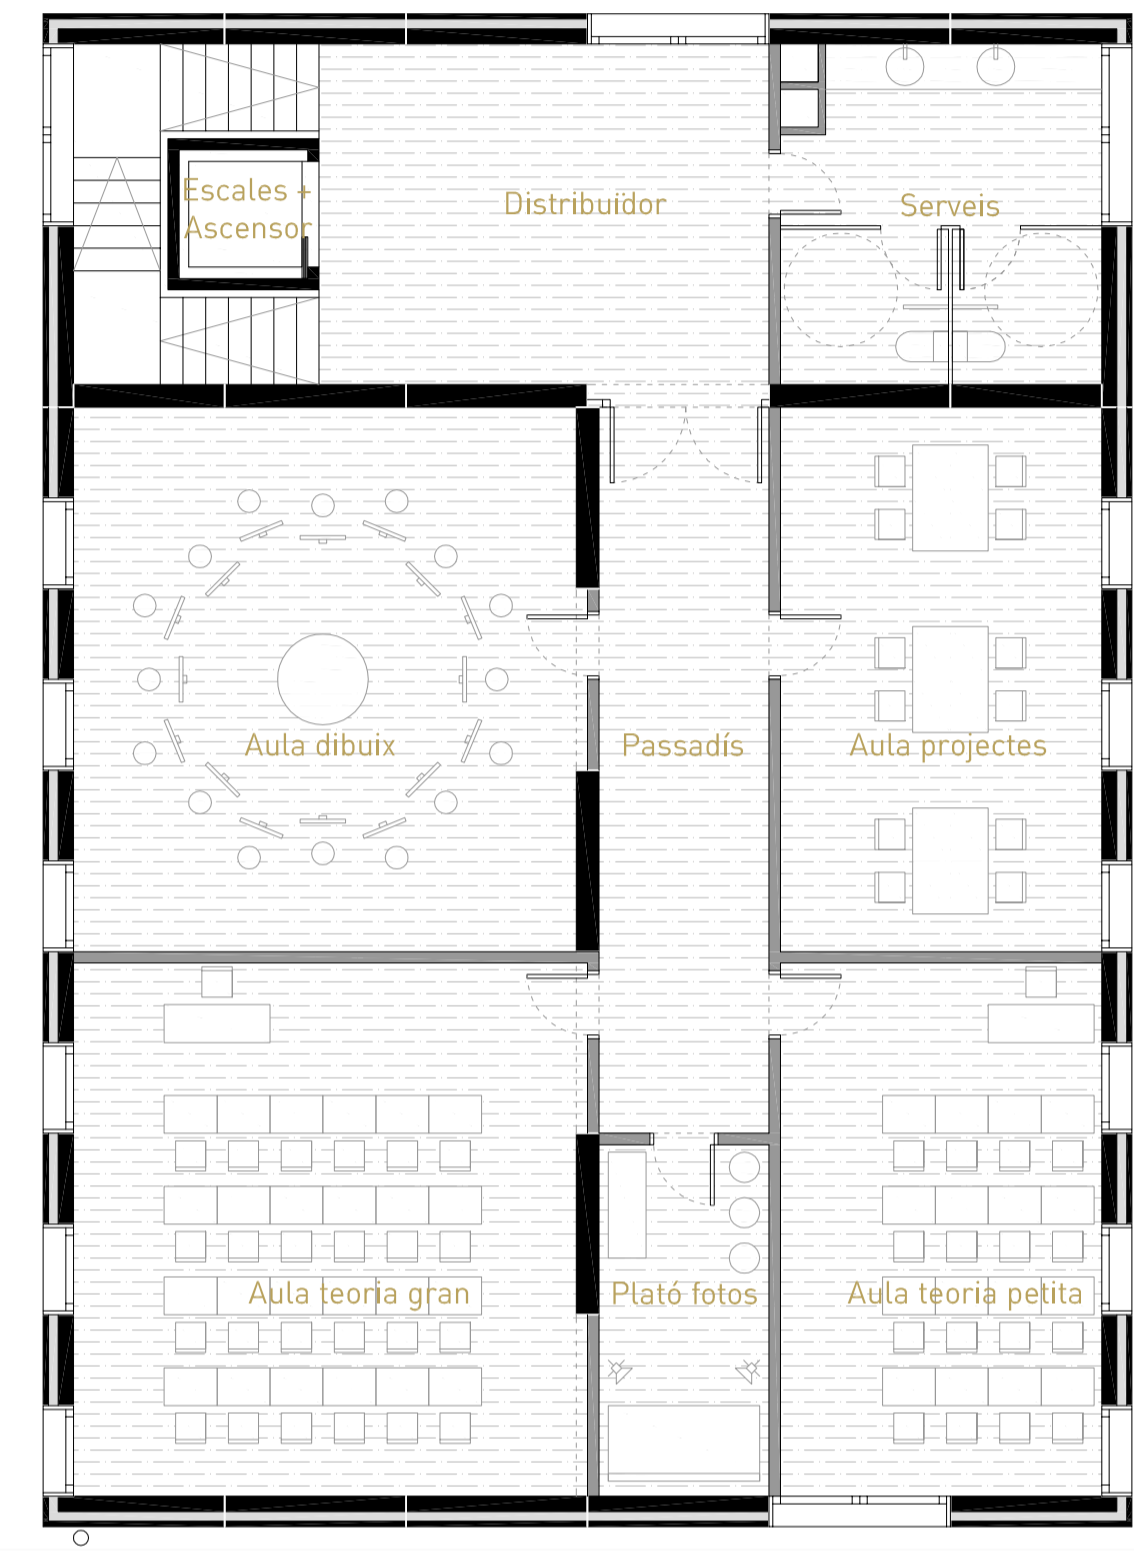 Escales +
Ascensor
Distribuïdor
Serveis
Aula dibuix
Passadís
Aula projectes
Aula teoria gran
Plató fotos
Aula teoria petita